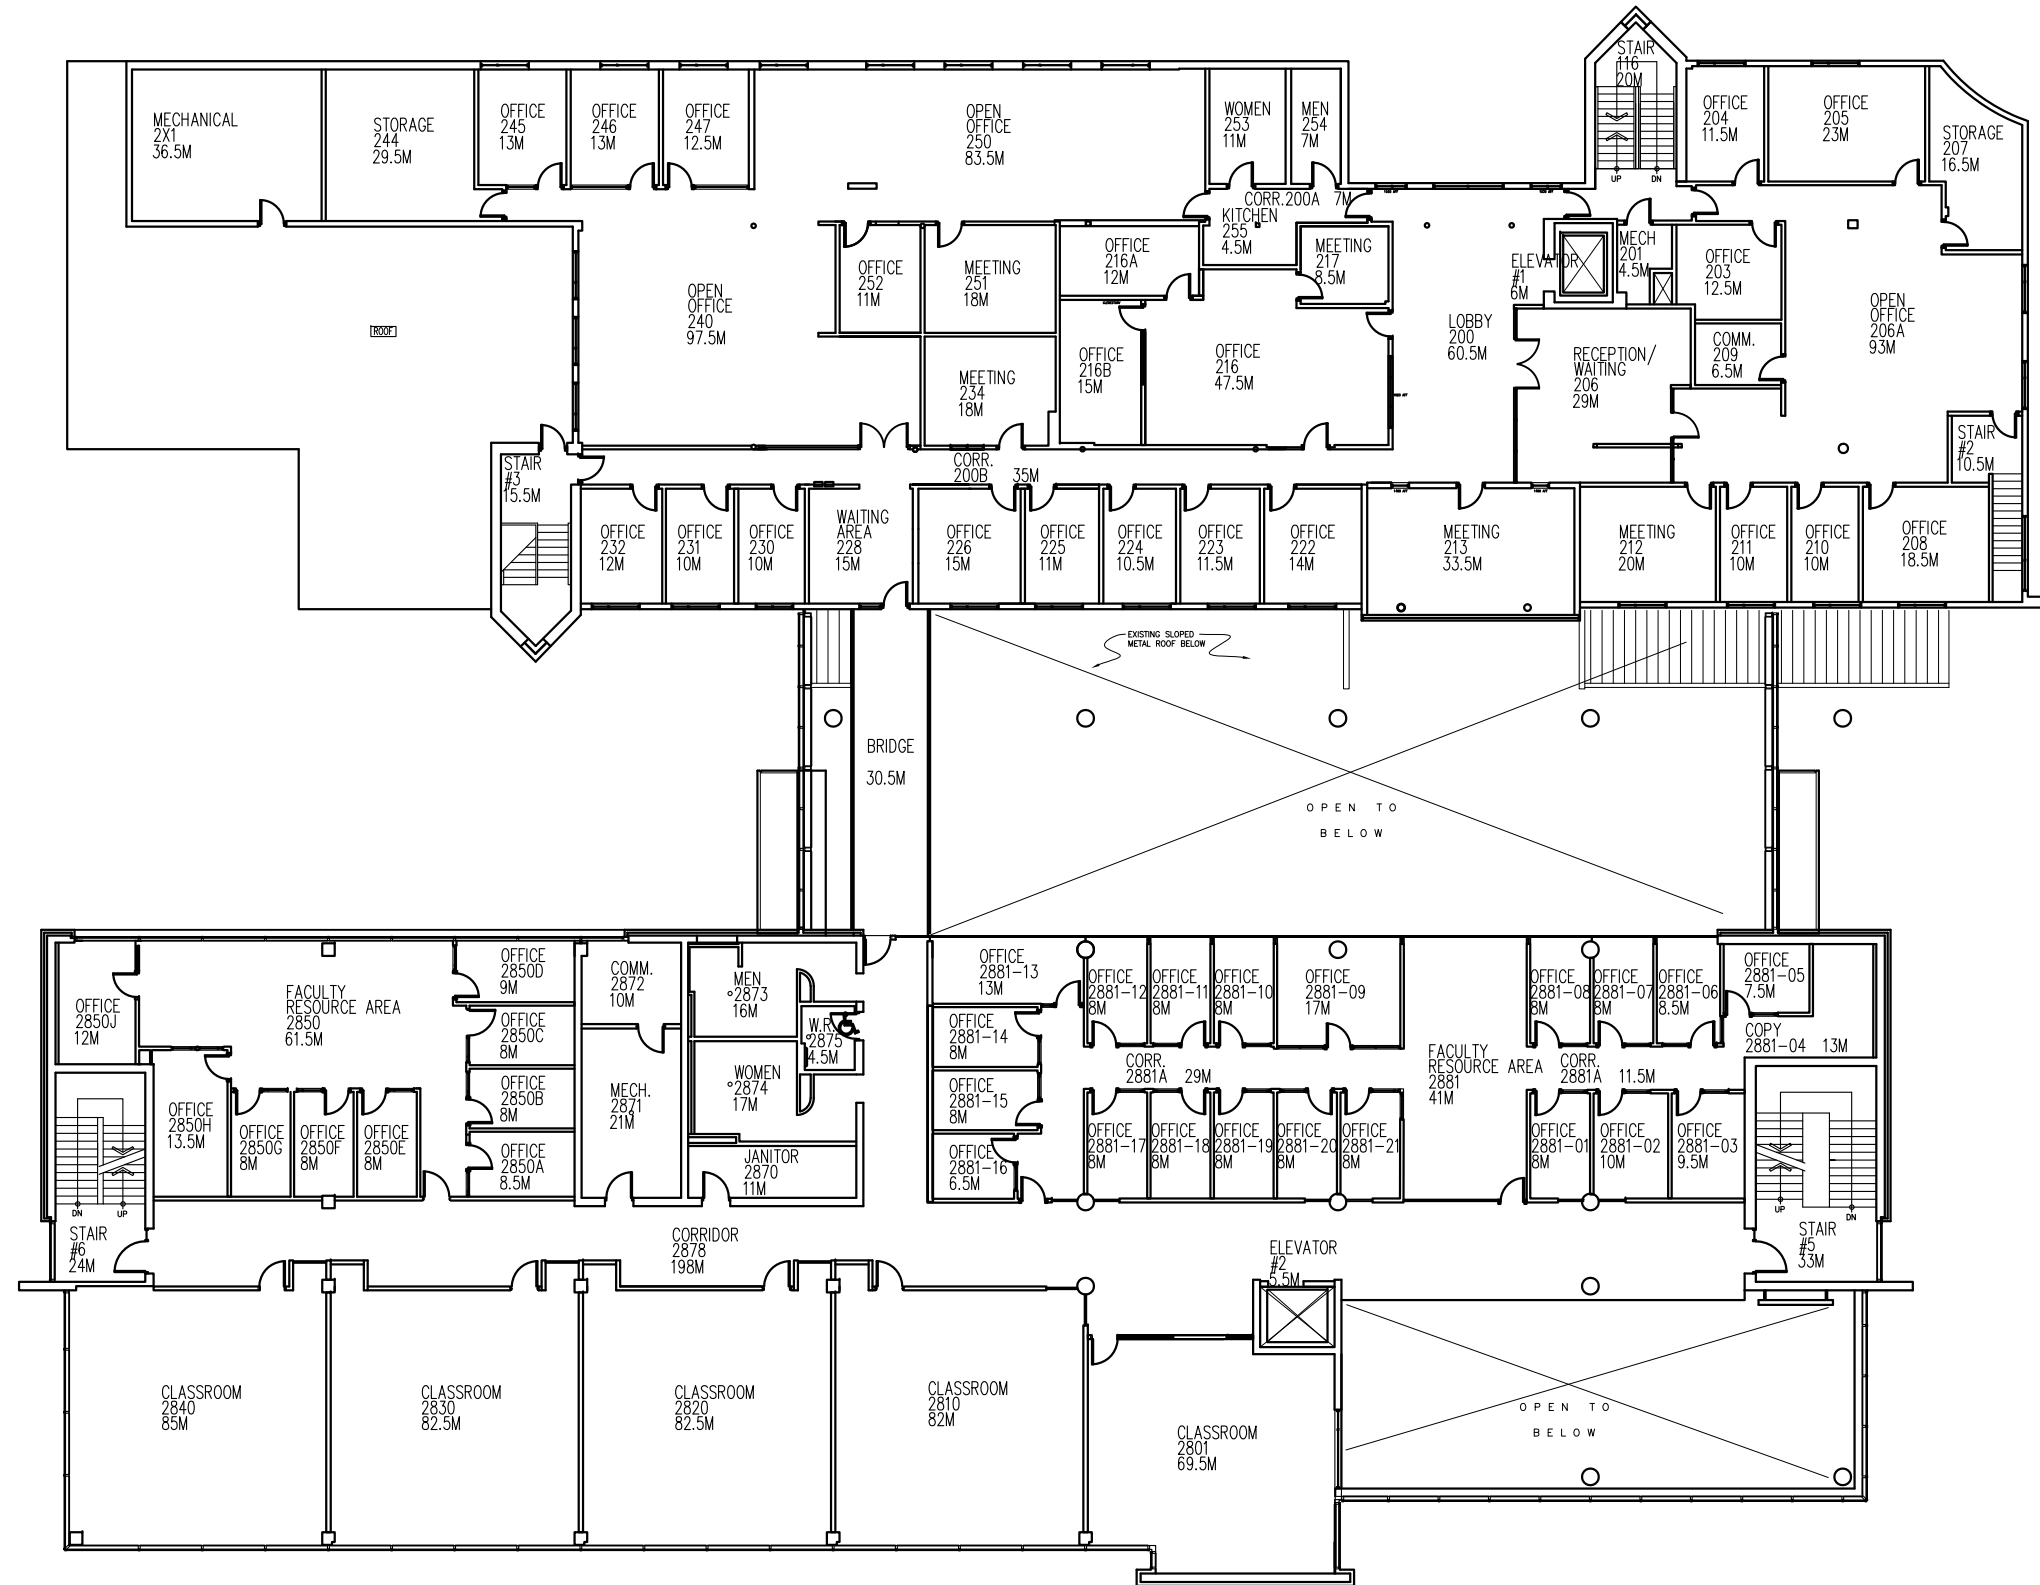 STAIR
116
20M
MECHANICAL
2X1
36.5M
STORAGE
244
29.5M
OFFICE
245
13M
OFFICE
246
13M
OFFICE
247
12.5M
OPEN
OFFICE
250
83.5M
WOMEN
253
11M
MEN
254
7M
OFFICE
204
11.5M
OFFICE
205
23M
STORAGE
207
16.5M
UP
DN
CORR.200A 7M
KITCHEN
255
4.5M
OFFICE
252
11M
MEETING
251
18M
OFFICE
216A
12M
MEETING
217
8.5M
ELEVATOR
#1
6M
MECH
201
4.5M
OFFICE
203
12.5M
OPEN
OFFICE
240
97.5M
ROOF
OPEN
OFFICE
206A
93M
LOBBY
200
60.5M
COMM.
209
6.5M
MEETING
234
18M
OFFICE
216B
15M
OFFICE
216
47.5M
RECEPTION/
WAITING
206
29M
STAIR
#2
10.5M
STAIR
#3
15.5M
CORR.
200B 35M
OFFICE
232
12M
OFFICE
231
10M
OFFICE
230
10M
WAITING
AREA
228
15M
OFFICE
226
15M
OFFICE
225
11M
OFFICE
224
10.5M
OFFICE
223
11.5M
OFFICE
222
14M
MEETING
213
33.5M
MEETING
212
20M
OFFICE
211
10M
OFFICE
210
10M
OFFICE
208
18.5M
EXISTING SLOPED
METAL ROOF BELOW
BRIDGE
30.5M
OPEN TO
BELOW
OFFICE
2850J
12M
FACULTY
RESOURCE AREA
2850
61.5M
OFFICE
2850D
9M
OFFICE
2850C
8M
OFFICE
2850B
8M
OFFICE
2850A
8.5M
COMM.
2872
10M
MEN
2873
16M
W.R.
2875
4.5M
WOMEN
2874
17M
MECH.
2871
21M
JANITOR
2870
11M
OFFICE
2850H
13.5M
OFFICE
2850G
8M
OFFICE
2850F
8M
OFFICE
2850E
8M
OFFICE
2881-13
13M
OFFICE
2881-12
8M
OFFICE
2881-11
8M
OFFICE
2881-10
8M
OFFICE
2881-09
17M
OFFICE
2881-08
8M
OFFICE
2881-07
8M
OFFICE
2881-06
8.5M
OFFICE
2881-05
7.5M
COPY
2881-04 13M
OFFICE
2881-14
8M
OFFICE
2881-15
8M
OFFICE
2881-16
6.5M
CORR.
2881A 29M
FACULTY
RESOURCE AREA
2881
41M
CORR.
2881A 11.5M
OFFICE
2881-17
8M
OFFICE
2881-18
8M
OFFICE
2881-19
8M
OFFICE
2881-20
8M
OFFICE
2881-21
8M
OFFICE
2881-01
8M
OFFICE
2881-02
10M
OFFICE
2881-03
9.5M
DN
UP
STAIR
#6
24M
UP
DN
STAIR
#5
33M
CORRIDOR
2878
198M
ELEVATOR
#2
5.5M
CLASSROOM
2840
85M
CLASSROOM
2830
82.5M
CLASSROOM
2820
82.5M
CLASSROOM
2810
82M
CLASSROOM
2801
69.5M
OPEN TO
BELOW